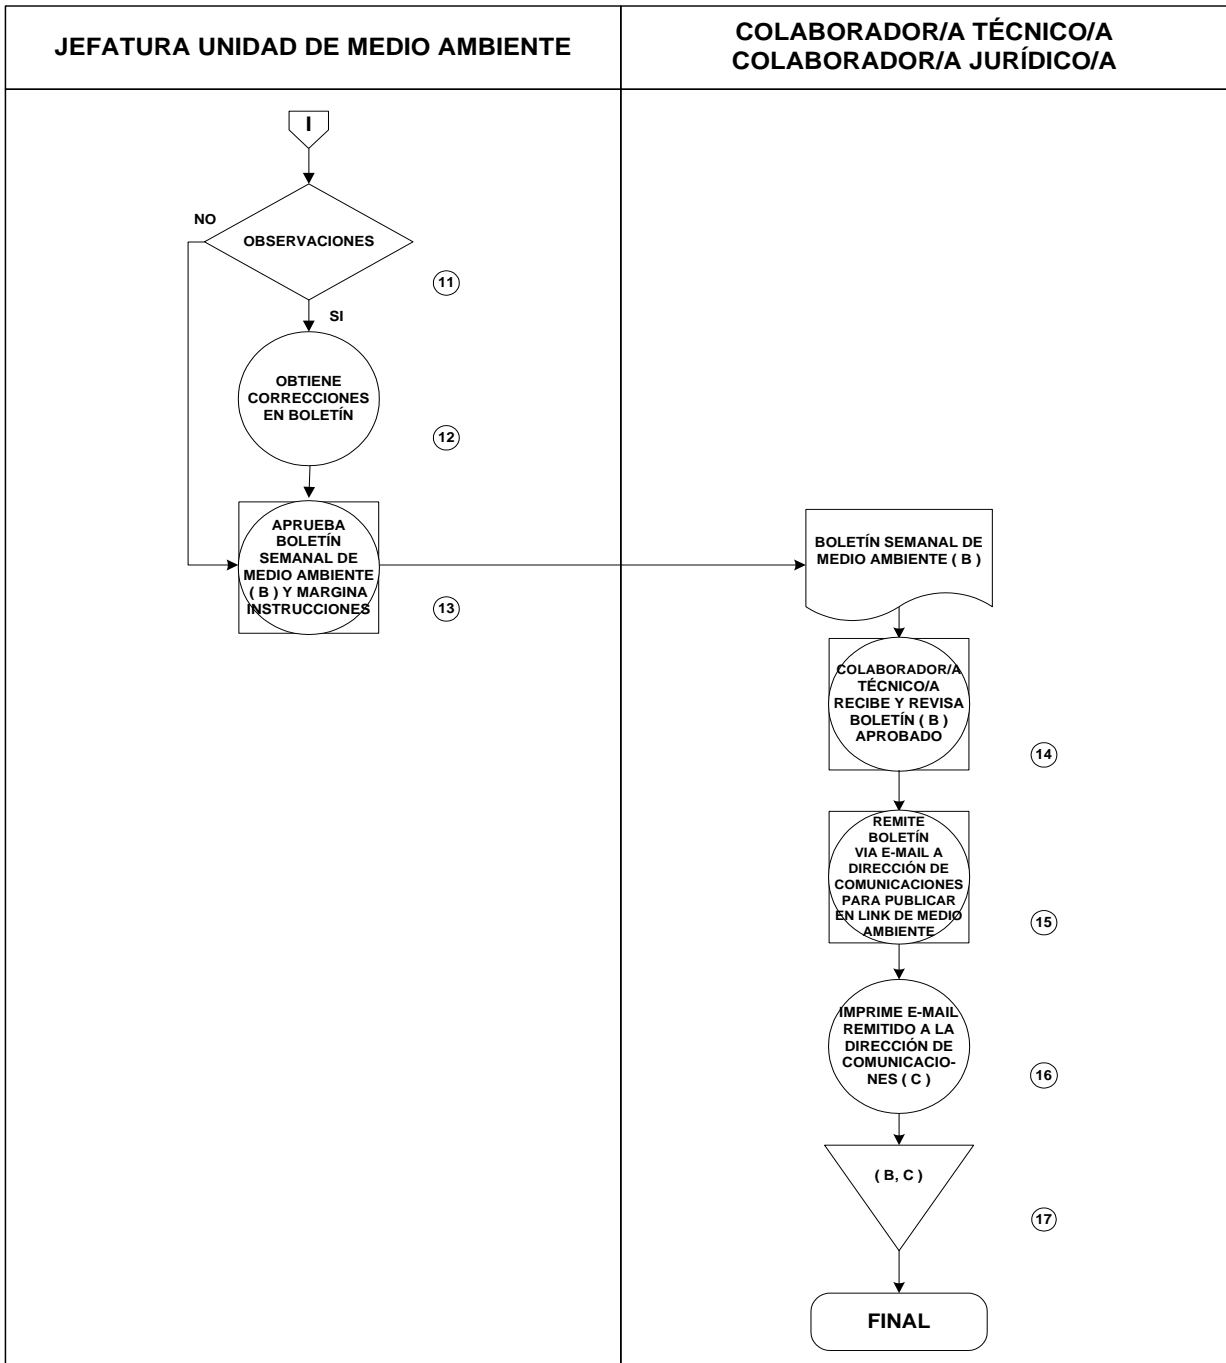 JEFATURA UNIDAD DE MEDIO AMBIENTE
COLABORADOR/A TÉCNICO/A
COLABORADOR/A JURÍDICO/A
I
NO
OBSERVACIONES
11
SI
OBTIENE
CORRECCIONES
EN BOLETÍN
12
APRUEBA
BOLETÍN
SEMANAL DE
MEDIO AMBIENTE
( B ) Y MARGINA
INSTRUCCIONES
13
BOLETÍN SEMANAL DE
MEDIO AMBIENTE ( B )
COLABORADOR/A
TÉCNICO/A
RECIBE Y REVISA
BOLETÍN ( B )
APROBADO
14
REMITE
BOLETÍN
VIA E-MAIL A
DIRECCIÓN DE
COMUNICACIONES
PARA PUBLICAR
EN LINK DE MEDIO
AMBIENTE
15
IMPRIME E-MAIL
REMITIDO A LA
DIRECCIÓN DE
COMUNICACIO-
NES ( C )
16
( B, C )
17
FINAL